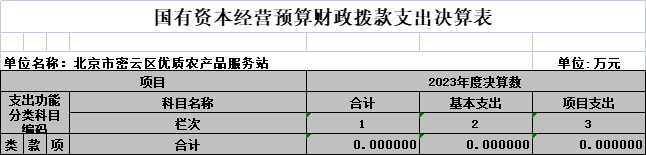 国有资本经营预算财政拨款支出决算表
单位名称：北京市密云区优质农产品服务站 单位:万元
项目 2023年度决算数
支出功能分类科目编码 科目名称 合计 基本支出 项目支出
栏次 1 2 3
类 款 项 合计 0.000000 0.000000 0.000000